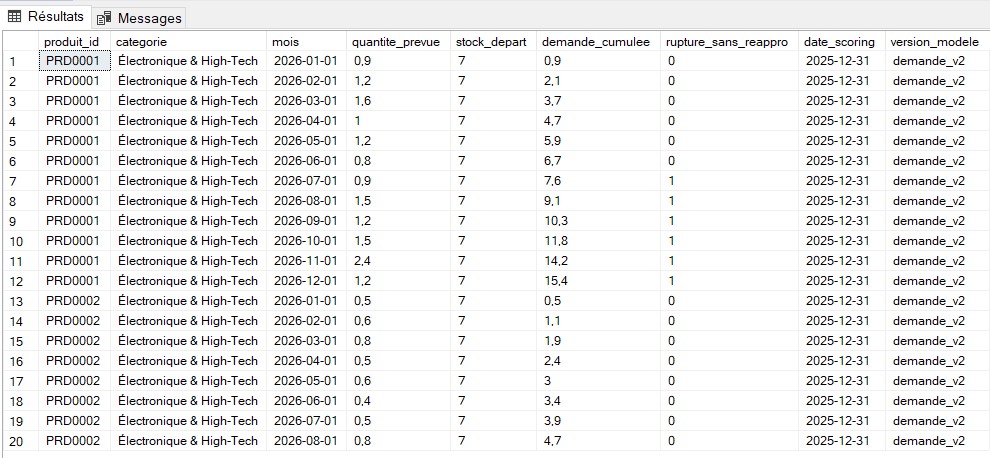 Résultats Messages
produit_id categorie mois quantite_prevue stock_depart demande_cumulee rupture_sans_reappro date_scoring version_modele
1 PRD0001 Électronique & High-Tech 2026-01-01 0,9 7 0,9 0 2025-12-31 demande_v2
2 PRD0001 Électronique & High-Tech 2026-02-01 1,2 7 2,1 0 2025-12-31 demande_v2
3 PRD0001 Électronique & High-Tech 2026-03-01 1,6 7 3,7 0 2025-12-31 demande_v2
4 PRD0001 Électronique & High-Tech 2026-04-01 1 7 4,7 0 2025-12-31 demande_v2
5 PRD0001 Électronique & High-Tech 2026-05-01 1,2 7 5,9 0 2025-12-31 demande_v2
6 PRD0001 Électronique & High-Tech 2026-06-01 0,8 7 6,7 0 2025-12-31 demande_v2
7 PRD0001 Électronique & High-Tech 2026-07-01 0,9 7 7,6 1 2025-12-31 demande_v2
8 PRD0001 Électronique & High-Tech 2026-08-01 1,5 7 9,1 1 2025-12-31 demande_v2
9 PRD0001 Électronique & High-Tech 2026-09-01 1,2 7 10,3 1 2025-12-31 demande_v2
10 PRD0001 Électronique & High-Tech 2026-10-01 1,5 7 11,8 1 2025-12-31 demande_v2
11 PRD0001 Électronique & High-Tech 2026-11-01 2,4 7 14,2 1 2025-12-31 demande_v2
12 PRD0001 Électronique & High-Tech 2026-12-01 1,2 7 15,4 1 2025-12-31 demande_v2
13 PRD0002 Électronique & High-Tech 2026-01-01 0,5 7 0,5 0 2025-12-31 demande_v2
14 PRD0002 Électronique & High-Tech 2026-02-01 0,6 7 1,1 0 2025-12-31 demande_v2
15 PRD0002 Électronique & High-Tech 2026-03-01 0,8 7 1,9 0 2025-12-31 demande_v2
16 PRD0002 Électronique & High-Tech 2026-04-01 0,5 7 2,4 0 2025-12-31 demande_v2
17 PRD0002 Électronique & High-Tech 2026-05-01 0,6 7 3 0 2025-12-31 demande_v2
18 PRD0002 Électronique & High-Tech 2026-06-01 0,4 7 3,4 0 2025-12-31 demande_v2
19 PRD0002 Électronique & High-Tech 2026-07-01 0,5 7 3,9 0 2025-12-31 demande_v2
20 PRD0002 Électronique & High-Tech 2026-08-01 0,8 7 4,7 0 2025-12-31 demande_v2